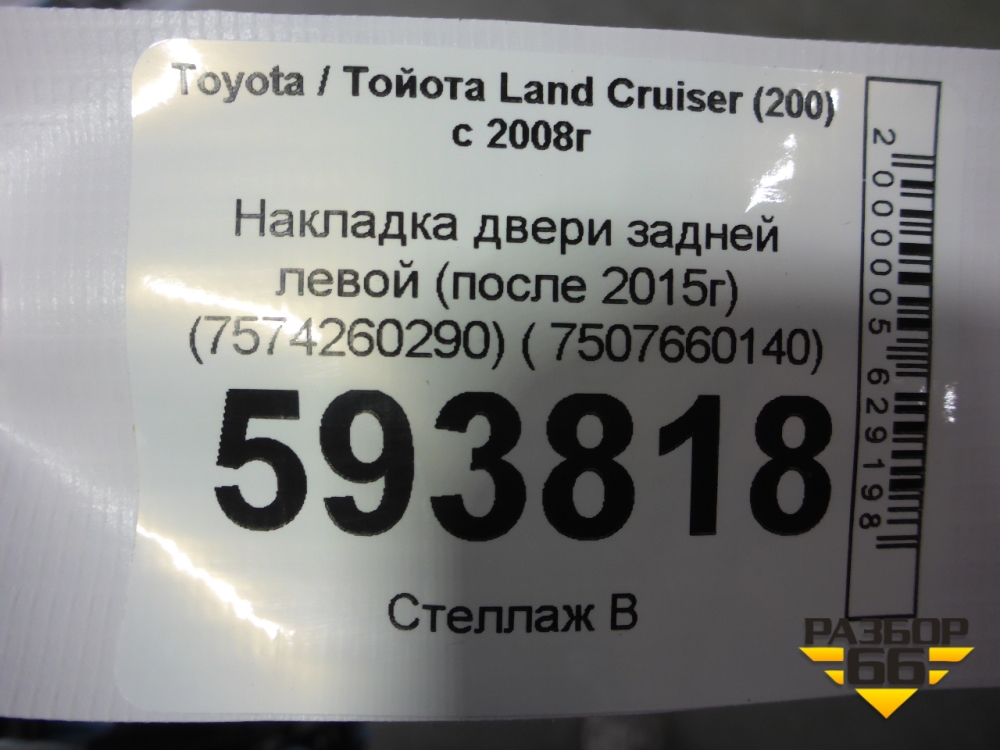 Toyota / Тойота Land Cruiser (200)
с 2008г
Накладка двери задней
левой (после 2015г)
(7574260290) ( 7507660140)
593818
Стеллаж В
2000005629198
РАЗБОР
66